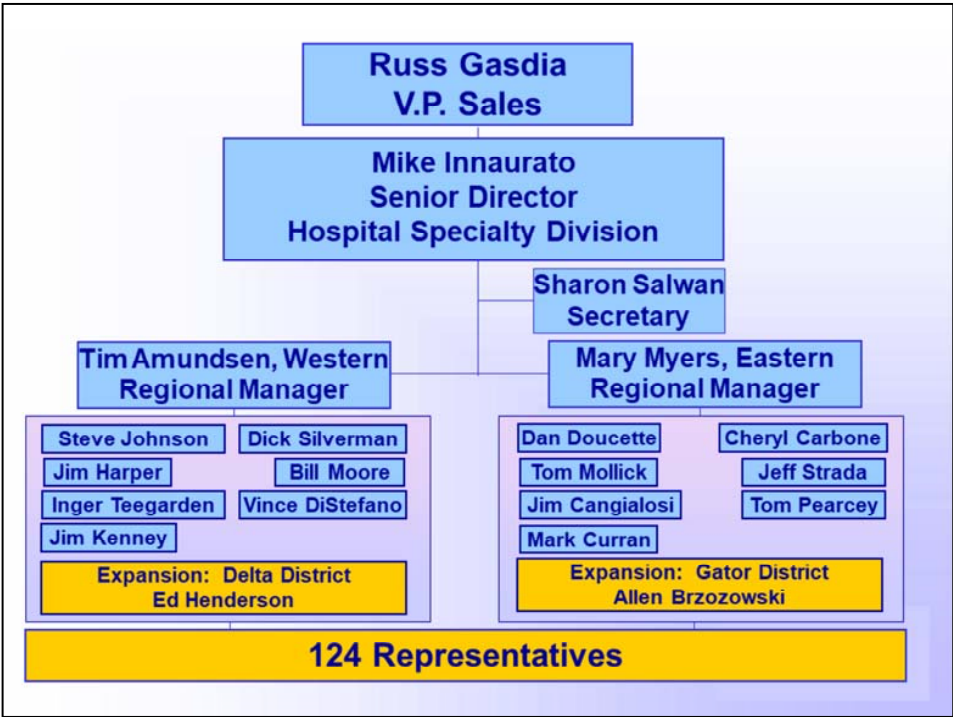 Russ Gasdia
V.P. Sales
Mike Innaurato
Senior Director
Hospital Specialty Division
Sharon Salwan
Secretary
Tim Amundsen, Western
Regional Manager
Mary Myers, Eastern
Regional Manager
Steve Johnson
Dick Silverman
Jim Harper
Bill Moore
Inger Teegarden
Vince DiStefano
Jim Kenney
Expansion: Delta District
Ed Henderson
Dan Doucette
Cheryl Carbone
Tom Mollick
Jeff Strada
Jim Cangialosi
Tom Pearcey
Mark Curran
Expansion: Gator District
Allen Brzozowski
124 Representatives